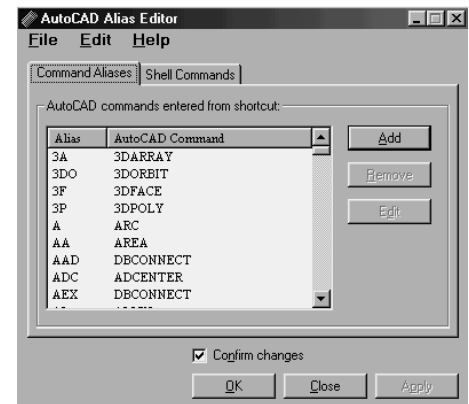 AutoCAD Alias Editor
File Edit Help
Command Aliases Shell Commands
AutoCAD commands entered from shortcut:
Alias AutoCAD Command
3A 3DARRAY
3DO 3DORBIT
3F 3DFACE
3P 3DPOLY
A ARC
AA AREA
AAD DBCONNECT
ADC ADCENTER
AEX DBCONNECT
Add
Remove
Edit
Confirm changes
OK Close Apply